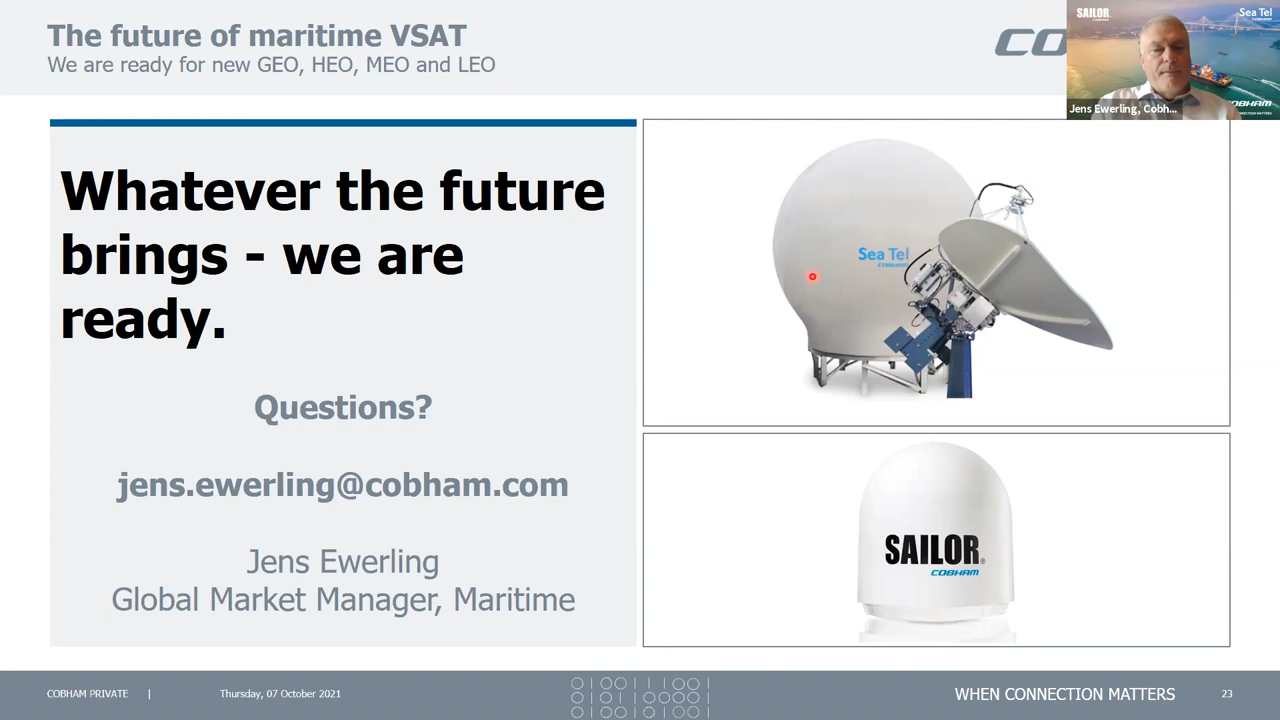 The future of maritime VSAT
We are ready for new GEO, HEO, MEO and LEO
CO
SAILOR
Sea Tel
COBHAM
Jens Ewerling, Cobh...
Whatever the future
brings - we are
ready.
Questions?
jens.ewerling@cobham.com
Jens Ewerling
Global Market Manager, Maritime
Sea Tel
COBHAM
SAILOR®
COBHAM
COBHAM PRIVATE |
Thursday, 07 October 2021
WHEN CONNECTION MATTERS
23